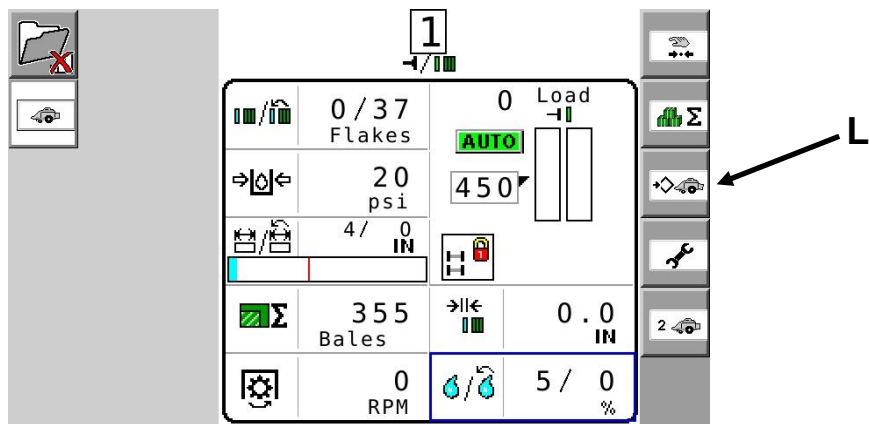 1
0/37
Flakes
0 Load
AUTO
20
psi
450
4/ 0
IN
1
Σ
L
355
Bales
0.0
IN
2
0
RPM
5/ 0
%
Σ